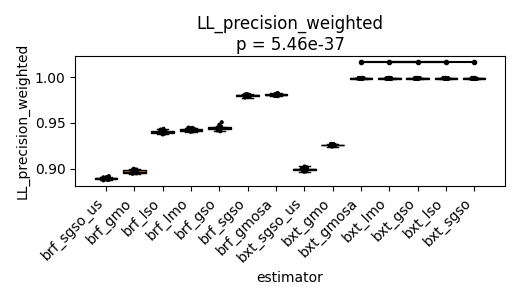 LL_precision_weighted
p = 5.46e-37
LL_precision_weighted
1.00
0.95
0.90
brf_sgso_us
brf_gmo
brf_lso
brf_lmo
brf_gso
brf_sgso
brf_gmosa
bxt_sgso_us
bxt_gmo
bxt_gmosa
bxt_lmo
bxt_gso
bxt_lso
bxt_sgso
estimator